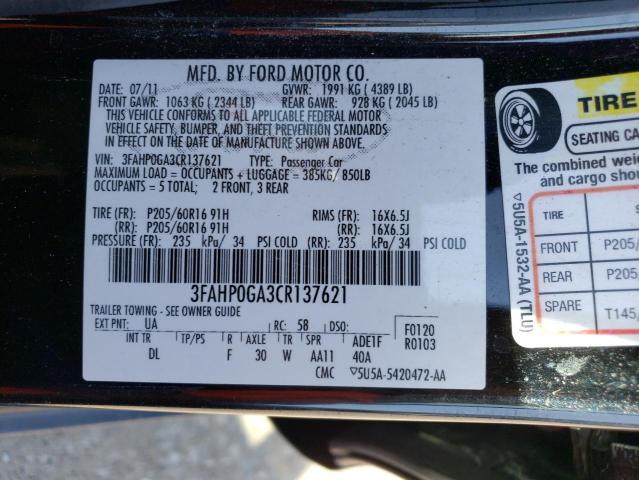 MFD. BY FORD MOTOR CO.
DATE: 07/11 GVWR: 1991 KG ( 4389 LB)
FRONT GAWR: 1063 KG ( 2344 LB) REAR GAWR: 928 KG ( 2045 LB)
THIS VEHICLE CONFORMS TO ALL APPLICABLE FEDERAL MOTOR
VEHICLE SAFETY, BUMPER, AND THEFT PREVENTION STANDARDS
IN EFFECT ON THE DATE OF MANUFACTURE SHOWN ABOVE.
VIN: 3FAHP0GA3CR137621 TYPE: Passenger Car
MAXIMUM LOAD = OCCUPANTS + LUGGAGE = 385KG/ 850LB
OCCUPANTS = 5 TOTAL; 2 FRONT, 3 REAR
TIRE (FR): P205/60R16 91H RIMS (FR): 16X6.5J
(RR): P205/60R16 91H (RR): 16X6.5J
PRESSURE (FR): 235 kPa/ 34 PSI COLD (RR): 235 kPa/ 34 PSI COLD
3FAHP0GA3CR137621
TRAILER TOWING - SEE OWNER GUIDE
EXT PNT: UA RC: 58 DSO: F0120
INT TR TP/PS R AXLE TR SPR ADE1F R0103
DL F 30 W AA11 40A
CMC ▽5U5A-5420472-AA
TIRE
SEATING CA
The combined wei
and cargo shou
TIRE S
FRONT P205/
REAR P205
SPARE T145/
▽5U5A-1532-AA (TLU)